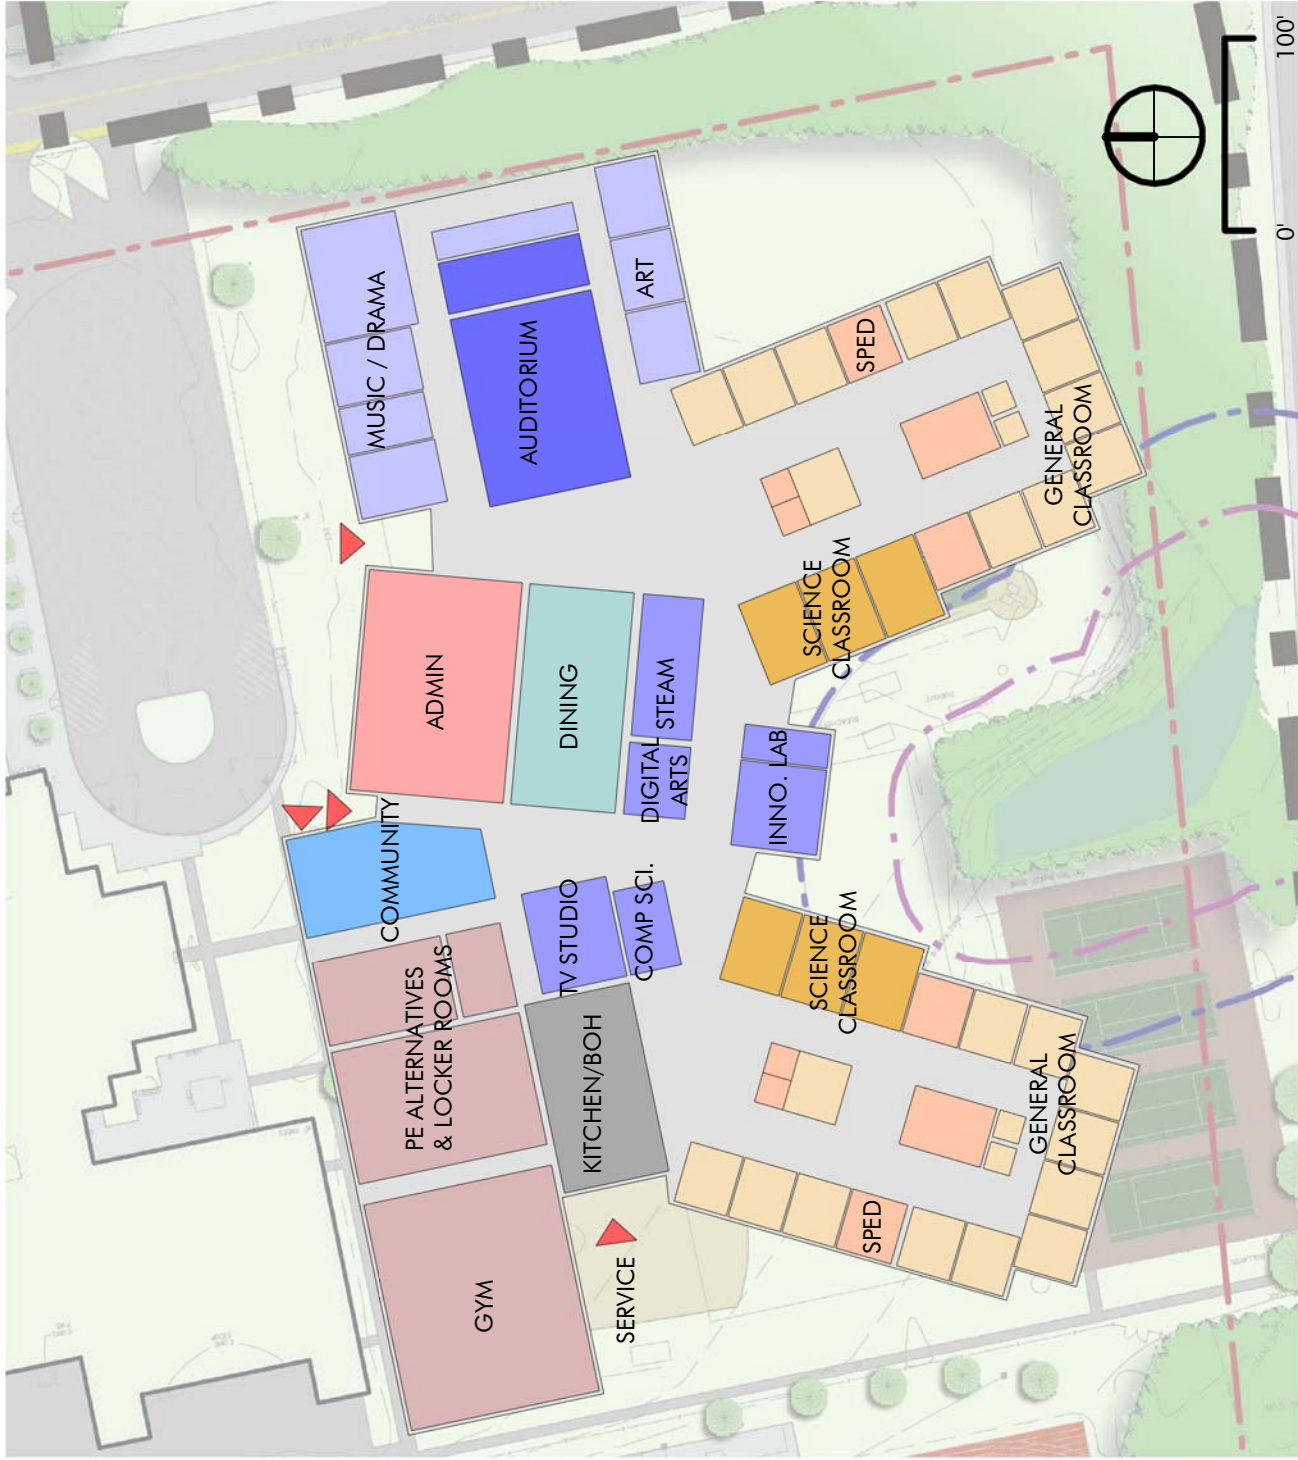 GYM
PE ALTERNATIVES
& LOCKER ROOMS
COMMUNITY
ADMIN
MUSIC / DRAMA
SERVICE
KITCHEN/BOH
TV STUDIO
COMP SCI.
DINING
DIGITAL
ARTS
STEAM
AUDITORIUM
ART
INNO. LAB
SCIENCE
CLASSROOM
SCIENCE
CLASSROOM
SPED
SPED
GENERAL
CLASSROOM
GENERAL
CLASSROOM
0'
100'